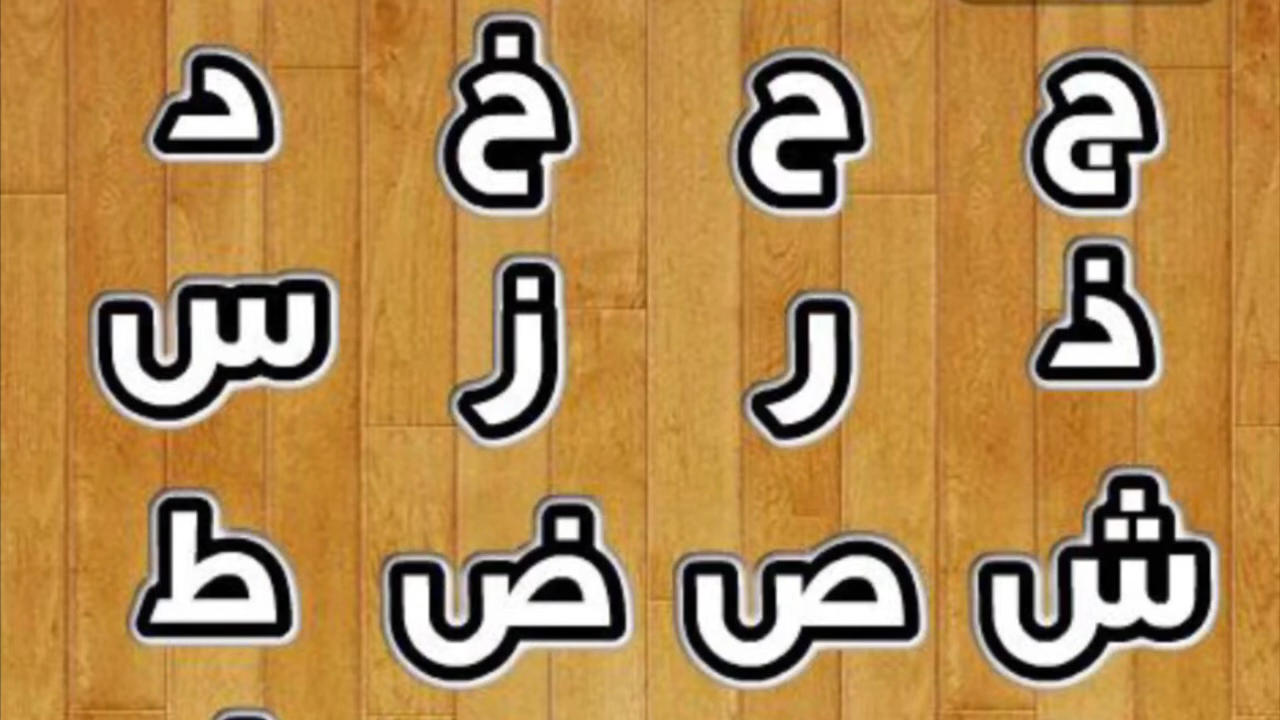 ج ح خ د
ذ ر ز س
ش ص ض ط